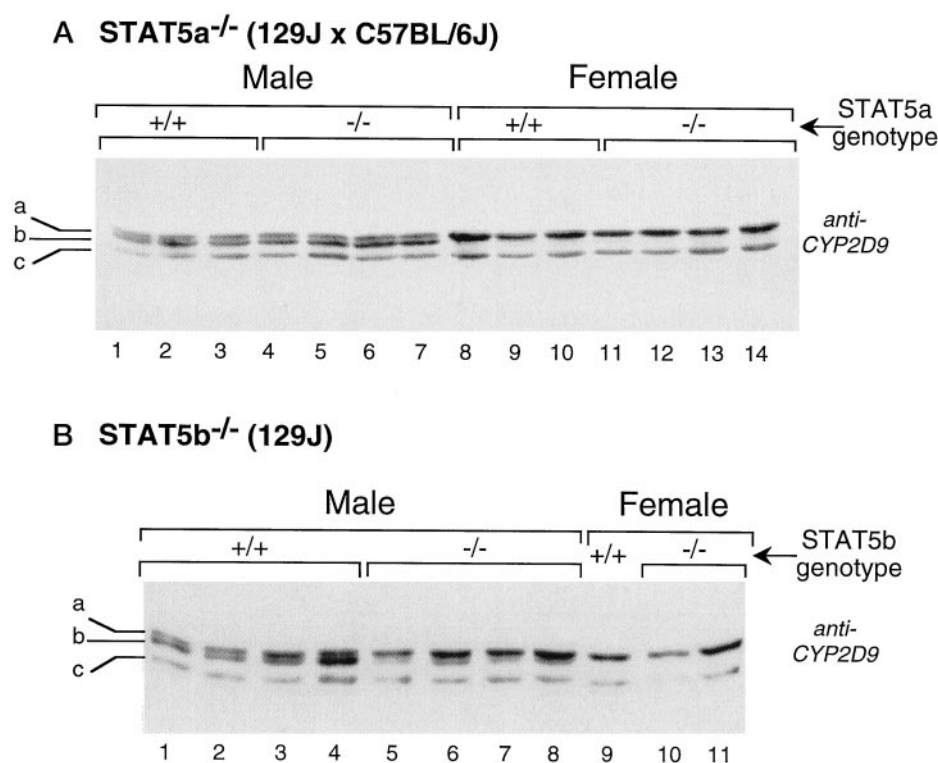 A STAT5a-/- (129J x C57BL/6J)
Male Female
+/+ -/- +/+ -/- STAT5a genotype
a
b
c
anti-CYP2D9
1 2 3 4 5 6 7 8 9 10 11 12 13 14
B STAT5b-/- (129J)
Male Female
+/+ -/- +/+ -/- STAT5b genotype
a
b
c
anti-CYP2D9
1 2 3 4 5 6 7 8 9 10 11